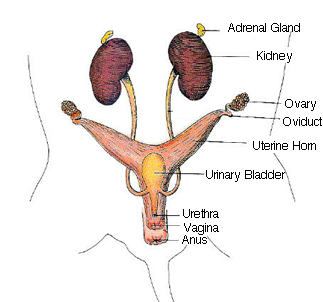 Adrenal Gland
Kidney
Ovary
Oviduct
Uterine Horn
Urinary Bladder
Urethra
Vagina
Anus